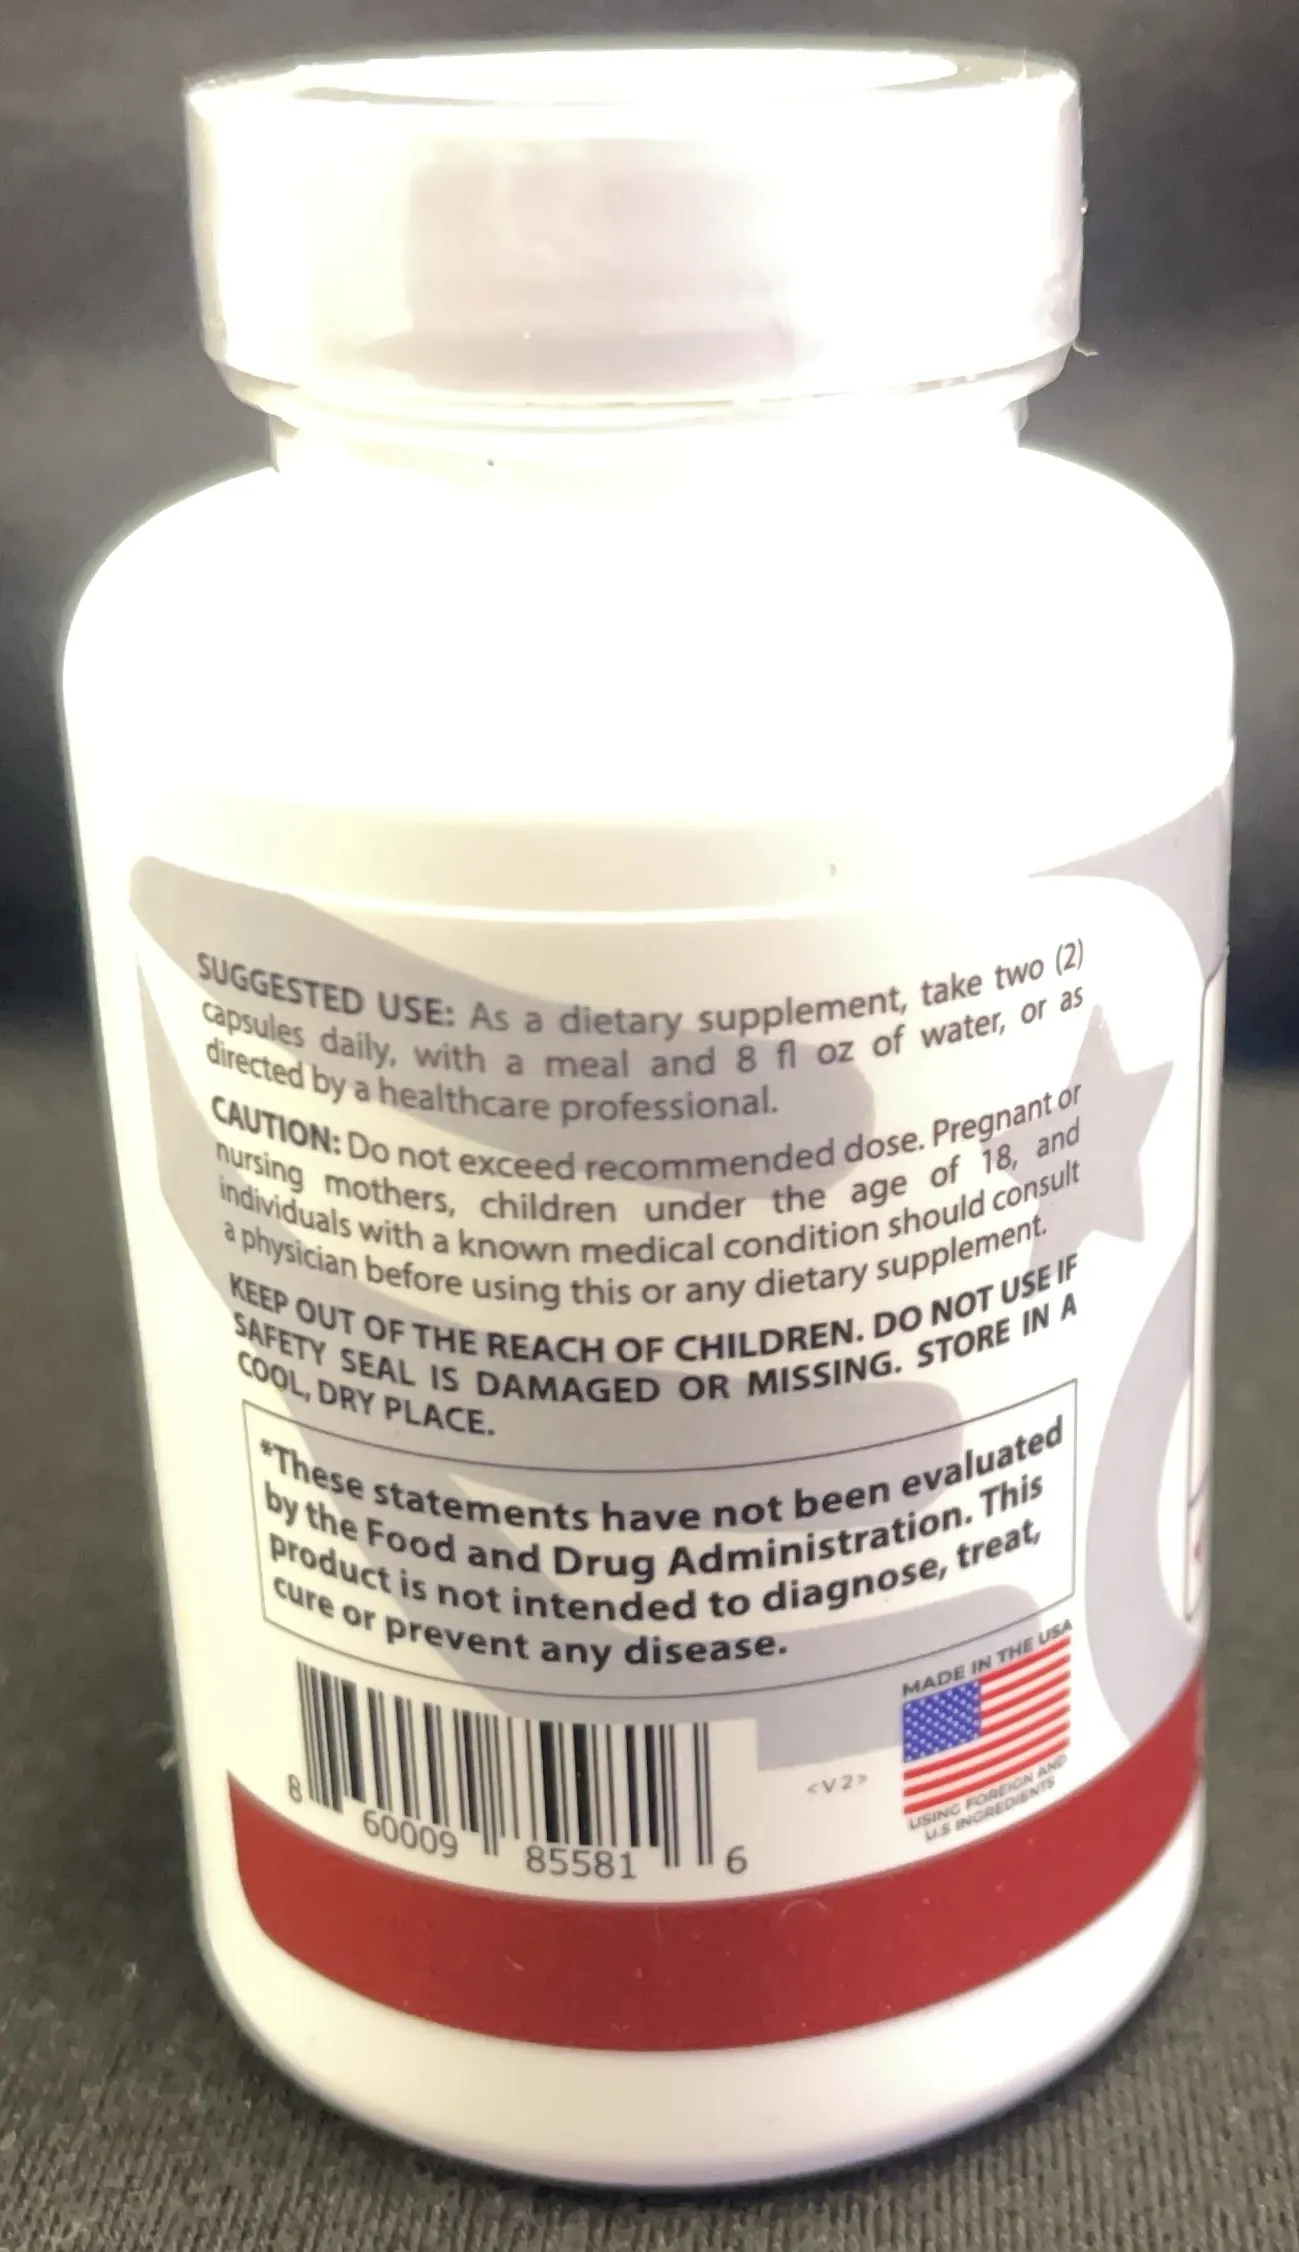 SUGGESTED USE: As a dietary supplement, take two (2)
capsules daily, with a meal and 8 fl oz of water, or as
directed by a healthcare professional.
CAUTION: Do not exceed recommended dose. Pregnant or
nursing mothers, children under the age of 18, and
individuals with a known medical condition should consult
a physician before using this or any dietary supplement.
KEEP OUT OF THE REACH OF CHILDREN. DO NOT USE IF
SAFETY SEAL IS DAMAGED OR MISSING. STORE IN A
COOL, DRY PLACE.
*These statements have not been evaluated
by the Food and Drug Administration. This
product is not intended to diagnose, treat,
cure or prevent any disease.
8 60009 85581 6
<V2>
MADE IN THE USA
USING FOREIGN AND
U.S INGREDIENTS